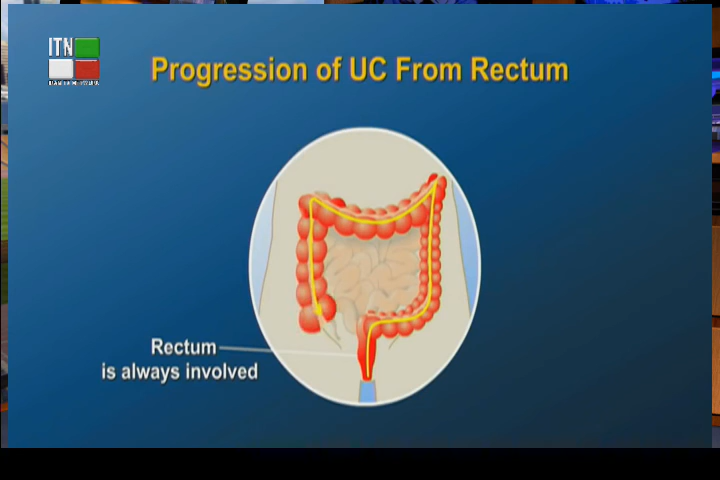 ITN
Progression of UC From Rectum
Rectum
is always involved